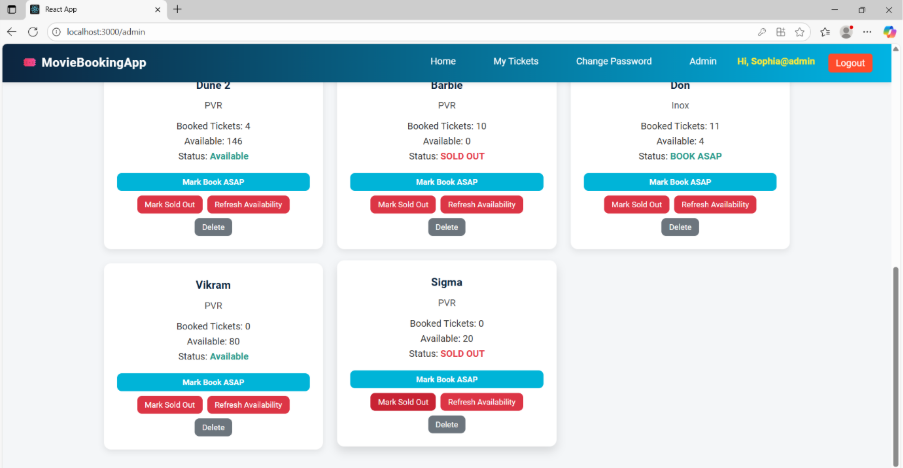 React App
localhost:3000/admin
MovieBookingApp
Home
My Tickets
Change Password
Admin
Hi, Sophia@admin
Logout
Dune 2
PVR
Booked Tickets: 4
Available: 146
Status: Available
Mark Book ASAP
Mark Sold Out
Refresh Availability
Delete
Barbie
PVR
Booked Tickets: 10
Available: 0
Status: SOLD OUT
Mark Book ASAP
Mark Sold Out
Refresh Availability
Delete
Don
Inox
Booked Tickets: 11
Available: 4
Status: BOOK ASAP
Mark Book ASAP
Mark Sold Out
Refresh Availability
Delete
Vikram
PVR
Booked Tickets: 0
Available: 80
Status: Available
Mark Book ASAP
Mark Sold Out
Refresh Availability
Delete
Sigma
PVR
Booked Tickets: 0
Available: 20
Status: SOLD OUT
Mark Book ASAP
Mark Sold Out
Refresh Availability
Delete